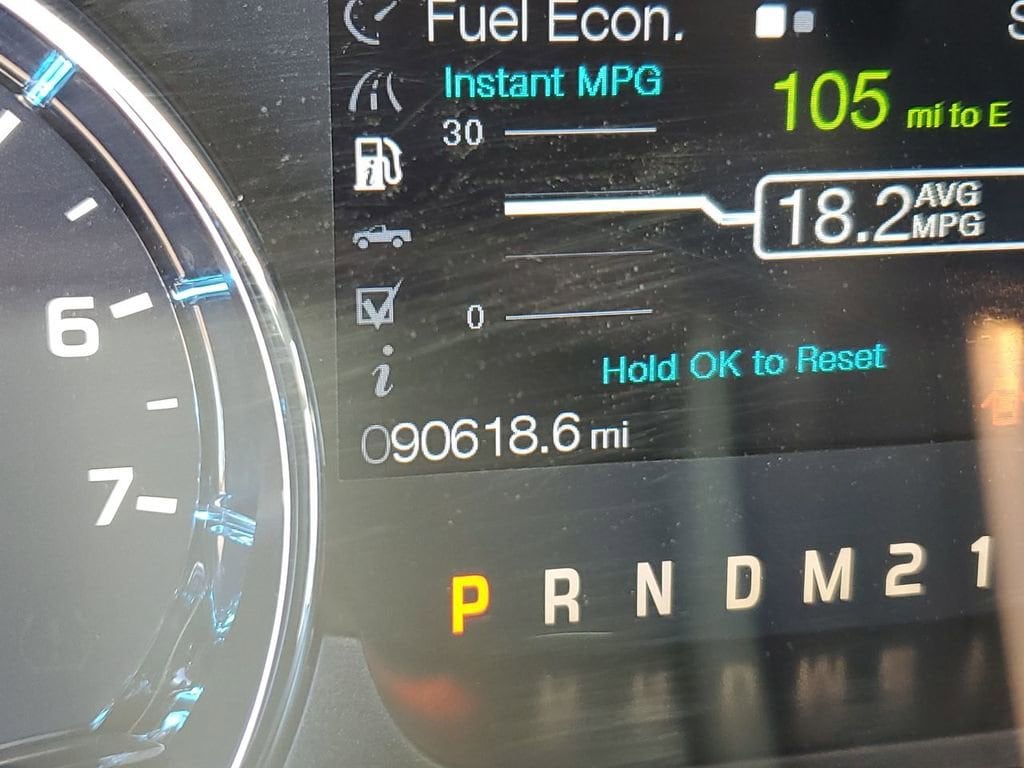 Fuel Econ.
Instant MPG
105 mi to E
30
18.2 AVG MPG
0
Hold OK to Reset
090618.6 mi
6
7
P R N D M 2 1